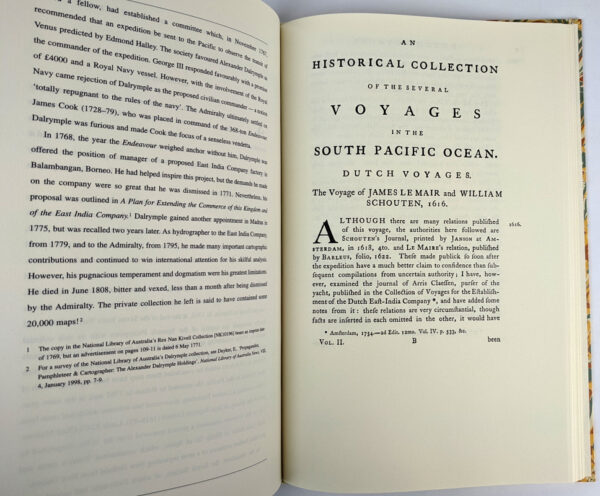 a fellow, had established a committee which, in November 1767,
recommended that an expedition be sent to the Pacific to observe the transit of
Venus predicted by Edmond Halley. The society favoured Alexander Dalrymple as
the commander of the expedition. George III responded favourably with a provision
of £4000 and a Royal Navy vessel. However, with the involvement of the Royal
Navy came rejection of Dalrymple as the proposed civilian commander — a notion
'totally repugnant to the rules of the navy'. The Admiralty ultimately settled on
James Cook (1728–79), who was placed in command of the 368-ton Endeavour.
Dalrymple was furious and made Cook the focus of a senseless vendetta.
In 1768, the year the Endeavour weighed anchor without him, Dalrymple was
offered the position of manager of a proposed East India Company factory in
Balambangan, Borneo. He had helped inspire this project, but the demands he made
on the company were so great that he was dismissed in 1771. Nevertheless, his
proposal was outlined in A Plan for Extending the Commerce of this Kingdom and
of the East India Company.1 Dalrymple gained another appointment in Madras in
1775, but was recalled two years later. As hydrographer to the East India Company,
from 1779, and to the Admiralty, from 1795, he made many important cartographic
contributions and continued to win international attention for his skilful analysis.
However, his pugnacious temperament and dogmatism were his greatest limitations.
He died in June 1808, bitter and vexed, less than a month after being dismissed
by the Admiralty. The private collection he left is said to have contained some
20,000 maps!2
1 The copy in the National Library of Australia's Rex Nan Kivell Collection [NK10196] bears an imprint date
of 1769, but an advertisement on pages 109-11 is dated 6 May 1771.
2. For a survey of the National Library of Australia's Dalrymple collection, see Duyker, E. 'Propagandist,
Pamphleteer & Cartographer: The Alexander Dalrymple Holdings', National Library of Australia News, VIII,
4, January 1998, pp. 7-9.
AN
HISTORICAL COLLECTION
OF THE SEVERAL
VOYAGES
IN THE
SOUTH PACIFIC OCEAN.
DUTCH VOYAGES.
The Voyage of JAMES LE MAIR and WILLIAM
SCHOUTEN, 1616.
ALTHOUGH there are many relations publiſhed 1616.
of this voyage, the authorities here followed are
SCHOUTEN'S Journal, printed by JANSON at AM-
STERDAM, in 1618, 4to. and LE MAIRE's relation, publiſhed
by BARLEUS, folio, 1622. Theſe made publick ſo ſoon after
the expedition have a much better claim to confidence than ſub-
ſequent compilations from uncertain authority; I have, how-
ever, examined the journal of Arris Claeſſen, purſer of the
yacht, publiſhed in the Collection of Voyages for the Eſtabliſh-
ment of the Dutch Eaſt-India Company *, and have added ſome
notes from it: theſe relations are very circumſtantial, though
facts are inſerted in each omitted in the other, it would have
* Amſterdam, 1754—2d Edit. 12mo. Vol. IV. p. 533, &c.
VOL. II. B been